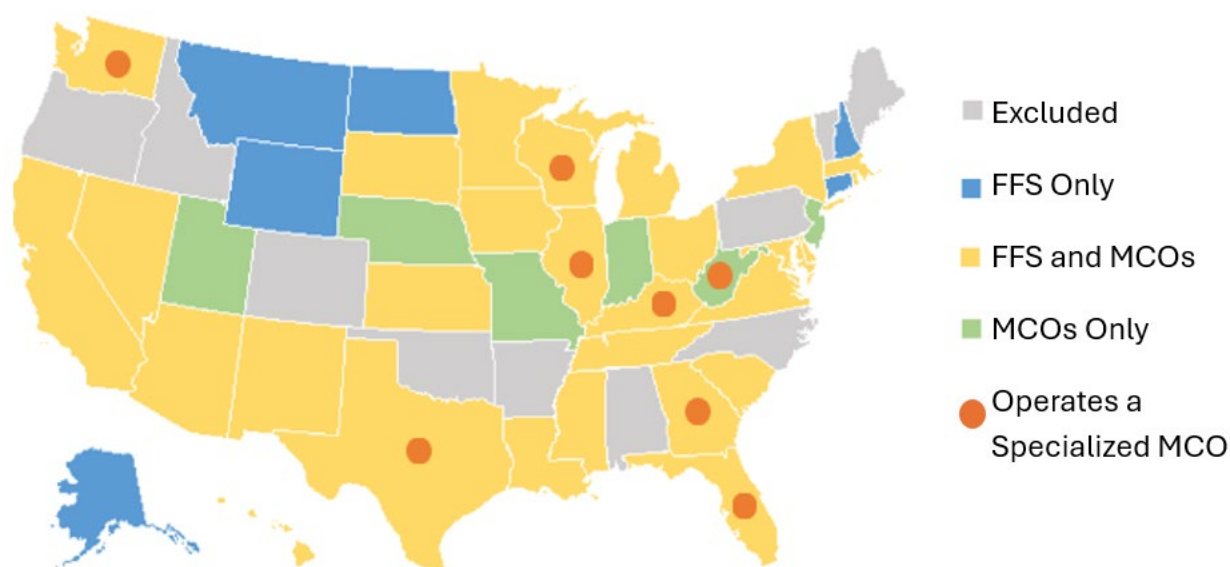 Excluded
FFS Only
FFS and MCOs
MCOs Only
Operates a
Specialized MCO